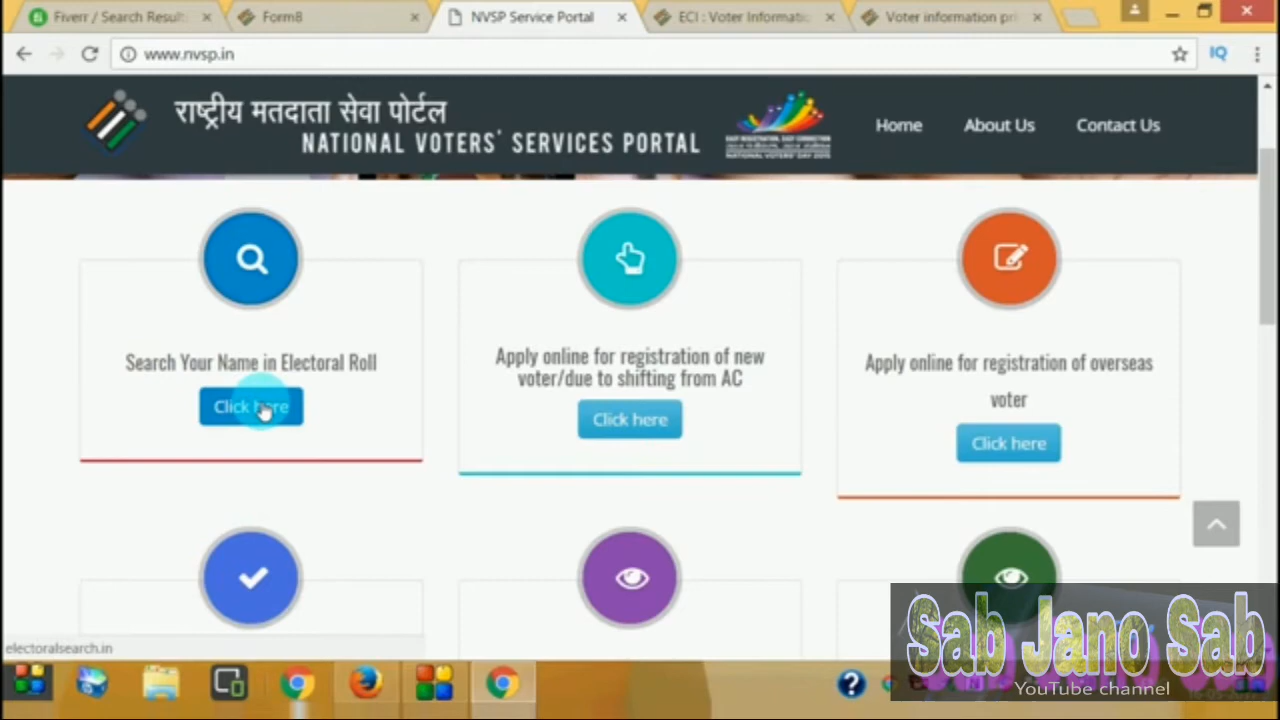 Fiverr / Search Result
Form8
NVSP Service Portal
ECI : Voter Informatio
Voter information pri
www.nvsp.in
IQ
राष्ट्रीय मतदाता सेवा पोर्टल
NATIONAL VOTERS' SERVICES PORTAL
Home
About Us
Contact Us
Search Your Name in Electoral Roll
Click here
Apply online for registration of new
voter/due to shifting from AC
Click here
Apply online for registration of overseas
voter
Click here
electoralsearch.in
Sab Jano Sab
YouTube channel